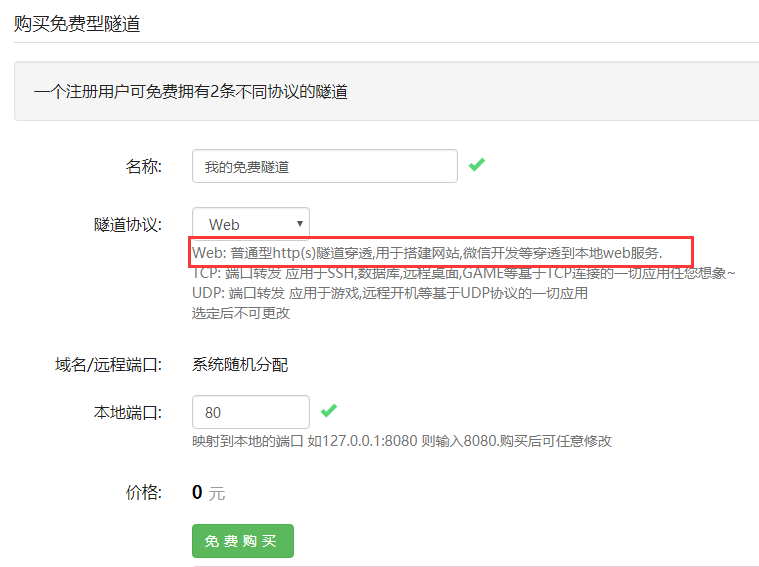 购买免费型隧道
一个注册用户可免费拥有2条不同协议的隧道
名称: 我的免费隧道
隧道协议: Web
Web: 普通型http(s)隧道穿透,用于搭建网站,微信开发等穿透到本地web服务.
TCP: 端口转发 应用于SSH,数据库,远程桌面,GAME等基于TCP连接的一切应用任您想象~
UDP: 端口转发 应用于游戏,远程开机等基于UDP协议的一切应用
选定后不可更改
域名/远程端口: 系统随机分配
本地端口: 80
映射到本地的端口 如127.0.0.1:8080 则输入8080.购买后可任意修改
价格: 0 元
免费购买